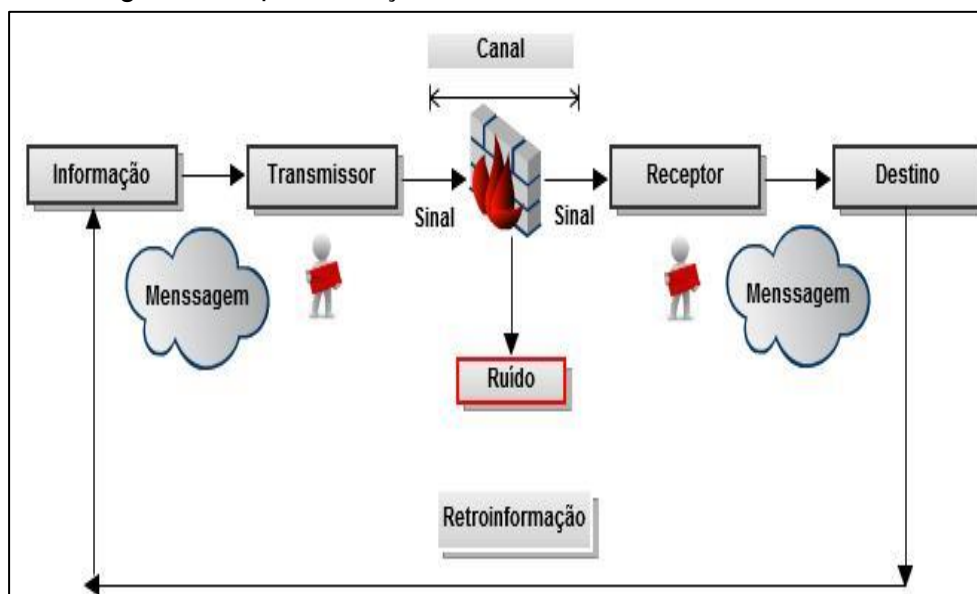 Canal
Informação
Transmissor
Receptor
Destino
Sinal
Sinal
Menssagem
Menssagem
Ruído
Retroinformação